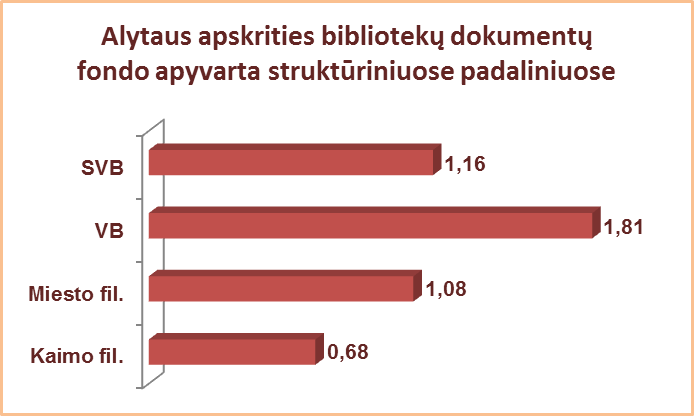 Alytaus apskrities bibliotekų dokumentų
fondo apyvarta struktūriniuose padaliniuose
SVB 1,16
VB 1,81
Miesto fil. 1,08
Kaimo fil. 0,68